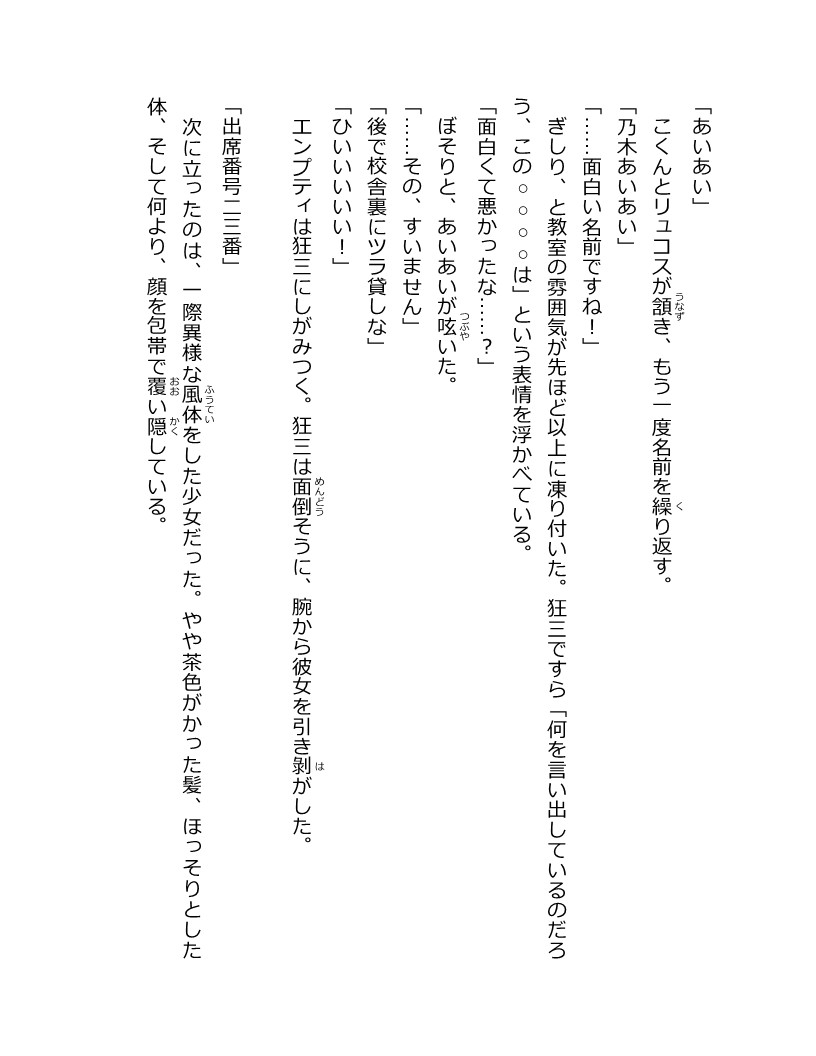 「あいあい」
こくんとリュコスが頷き、もう一度名前を繰り返す。
「乃木あいあい」
「……面白い名前ですね！」
ぎしり、と教室の雰囲気が先ほど以上に凍り付いた。狂三ですら「何を言い出しているのだろ
う、この○○○○は」という表情を浮かべている。
「面白くて悪かったな……？」
ぼそりと、あいあいが呟いた。
「……その、すいません」
「後で校舎裏にツラ貸しな」
「ひいいいいい！」
エンプティは狂三にしがみつく。狂三は面倒そうに、腕から彼女を引き剝がした。
「出席番号二三番」
次に立ったのは、一際異様な風体をした少女だった。やや茶色がかった髪、ほっそりとした
体、そして何より、顔を包帯で覆い隠している。